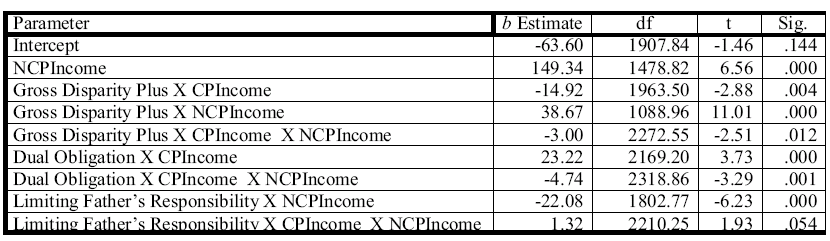 Parameter b Estimate df t Sig.
Intercept -63.60 1907.84 -1.46 .144
NCPIncome 149.34 1478.82 6.56 .000
Gross Disparity Plus X CPIncome -14.92 1963.50 -2.88 .004
Gross Disparity Plus X NCPIncome 38.67 1088.96 11.01 .000
Gross Disparity Plus X CPIncome X NCPIncome -3.00 2272.55 -2.51 .012
Dual Obligation X CPIncome 23.22 2169.20 3.73 .000
Dual Obligation X CPIncome X NCPIncome -4.74 2318.86 -3.29 .001
Limiting Father's Responsibility X NCPIncome -22.08 1802.77 -6.23 .000
Limiting Father's Responsibility X CPIncome X NCPIncome 1.32 2210.25 1.93 .054